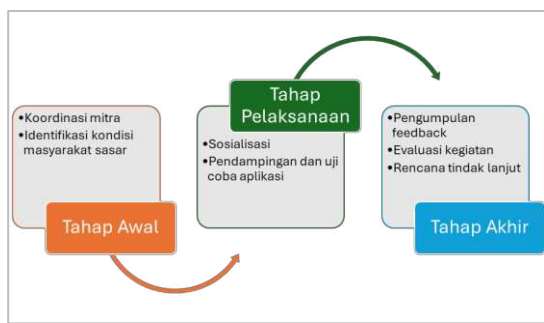 •Koordinasi mitra
•Identifikasi kondisi
masyarakat sasar
Tahap Awal
Tahap
Pelaksanaan
•Sosialisasi
•Pendampingan dan uji
coba aplikasi
•Pengumpulan
feedback
•Evaluasi kegiatan
•Rencana tindak lanjut
Tahap Akhir